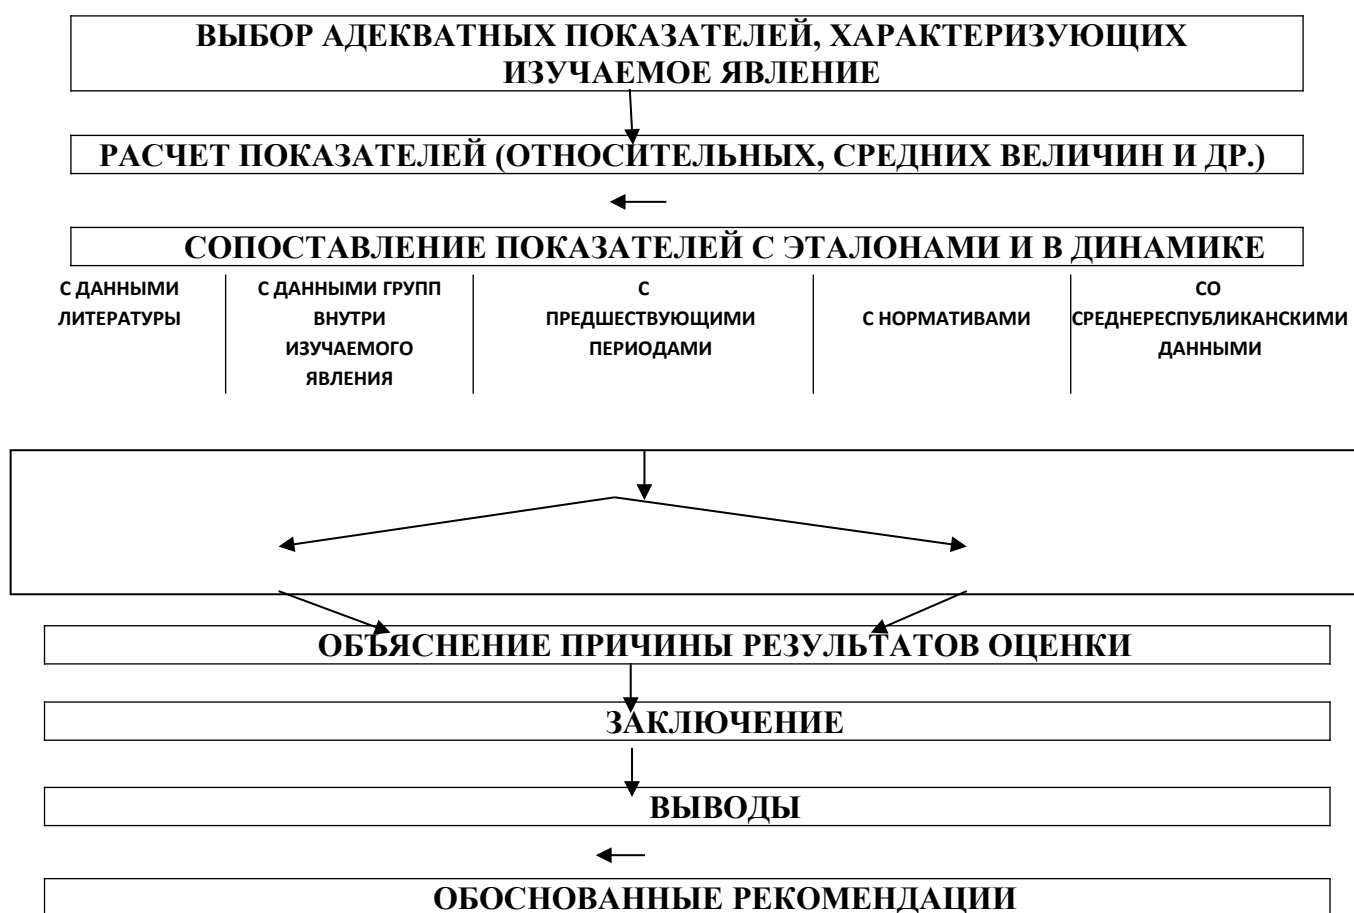 ВЫБОР АДЕКВАТНЫХ ПОКАЗАТЕЛЕЙ, ХАРАКТЕРИЗУЮЩИХ
ИЗУЧАЕМОЕ ЯВЛЕНИЕ
РАСЧЕТ ПОКАЗАТЕЛЕЙ (ОТНОСИТЕЛЬНЫХ, СРЕДНИХ ВЕЛИЧИН И ДР.)
СОПОСТАВЛЕНИЕ ПОКАЗАТЕЛЕЙ С ЭТАЛОНАМИ И В ДИНАМИКЕ
С ДАННЫМИ
ЛИТЕРАТУРЫ
С ДАННЫМИ ГРУПП
ВНУТРИ
ИЗУЧАЕМОГО
ЯВЛЕНИЯ
С
ПРЕДШЕСТВУЮЩИМИ
ПЕРИОДАМИ
С НОРМАТИВАМИ
СО
СРЕДНЕРЕСПУБЛИКАНСКИМИ
ДАННЫМИ
ОБЪЯСНЕНИЕ ПРИЧИНЫ РЕЗУЛЬТАТОВ ОЦЕНКИ
ЗАКЛЮЧЕНИЕ
ВЫВОДЫ
ОБОСНОВАННЫЕ РЕКОМЕНДАЦИИ